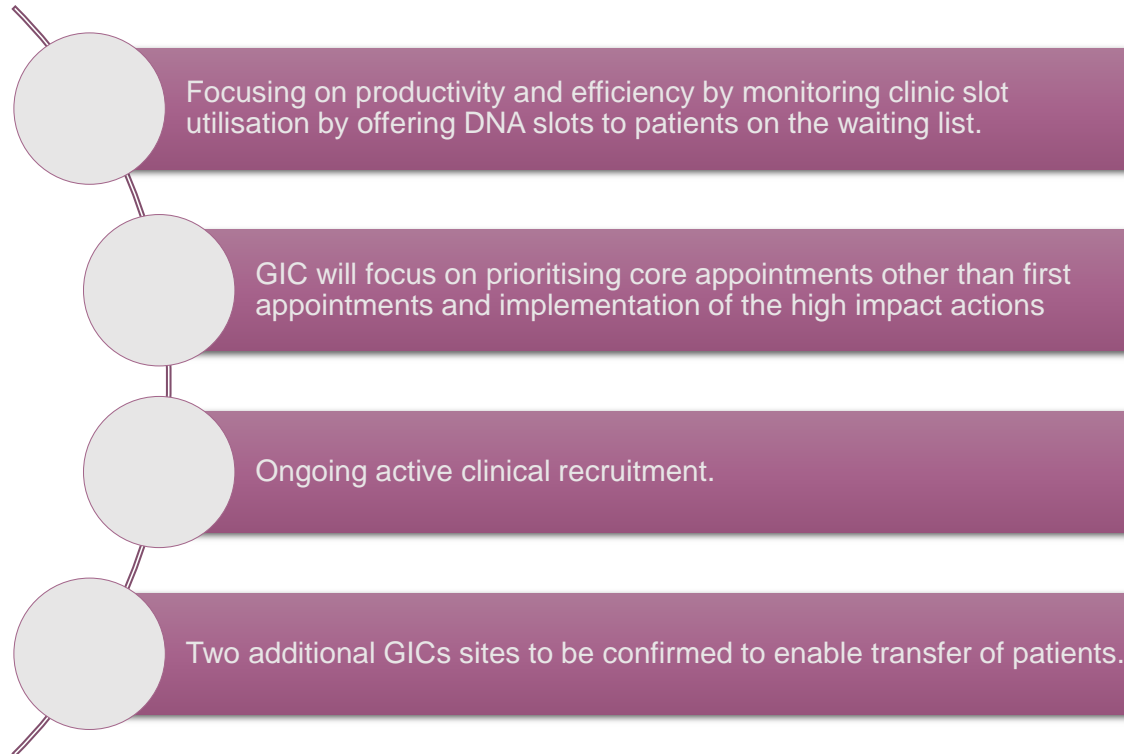 Focusing on productivity and efficiency by monitoring clinic slot
utilisation by offering DNA slots to patients on the waiting list.
GIC will focus on prioritising core appointments other than first
appointments and implementation of the high impact actions
Ongoing active clinical recruitment.
Two additional GICs sites to be confirmed to enable transfer of patients.